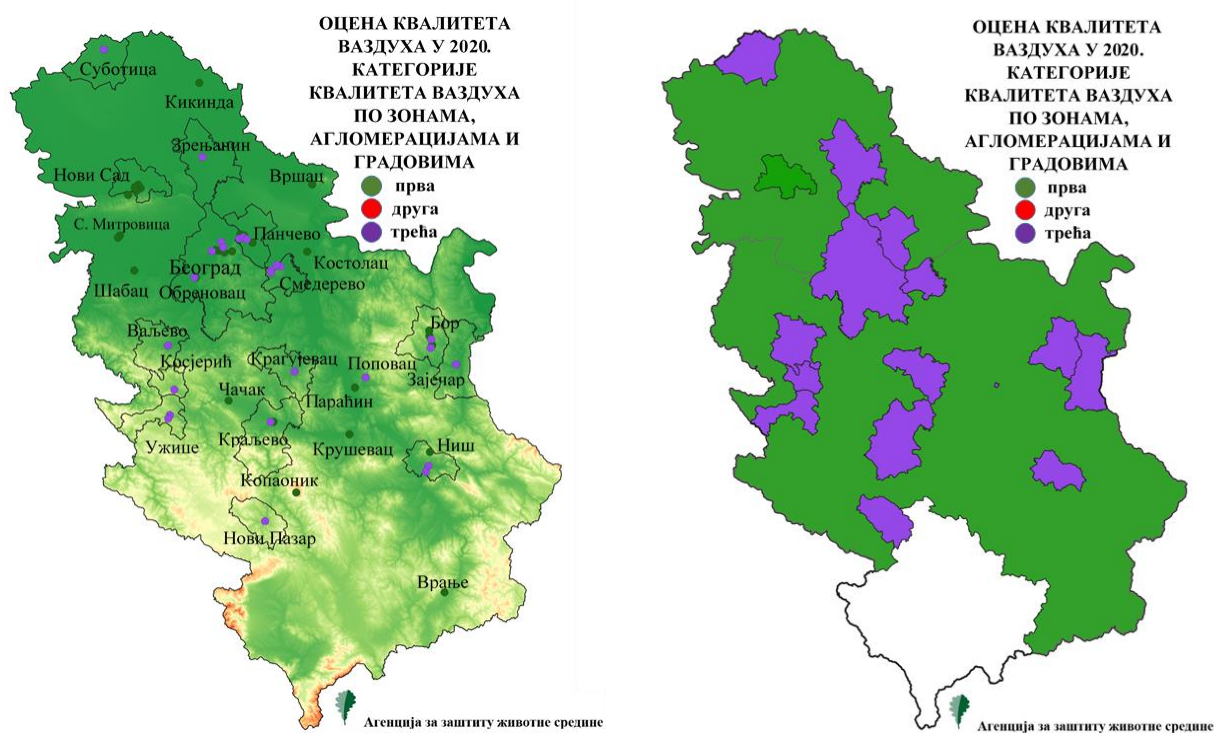 ОЦЕНА КВАЛИТЕТА
ВАЗДУХА У 2020.
КАТЕГОРИЈЕ
КВАЛИТЕТА ВАЗДУХА
ПО ЗОНАМА,
АГЛОМЕРАЦИЈАМА И
ГРАДОВИМА
прва
друга
трећа
Суботица
Кикинда
Зрењанин
Нови Сад
Вршац
С. Митровица
Панчево
Београд
Костолац
Шабац
Обреновац
Смедерево
Ваљево
Бор
Косјерић
Крагујевац
Поповац
Зајечар
Чачак
Параћин
Ужице
Краљево
Крушевац
Ниш
Копаоник
Нови Пазар
Врање
Агенција за заштиту животне средине
ОЦЕНА КВАЛИТЕТА
ВАЗДУХА У 2020.
КАТЕГОРИЈЕ
КВАЛИТЕТА ВАЗДУХА
ПО ЗОНАМА,
АГЛОМЕРАЦИЈАМА И
ГРАДОВИМА
прва
друга
трећа
Агенција за заштиту животне средине